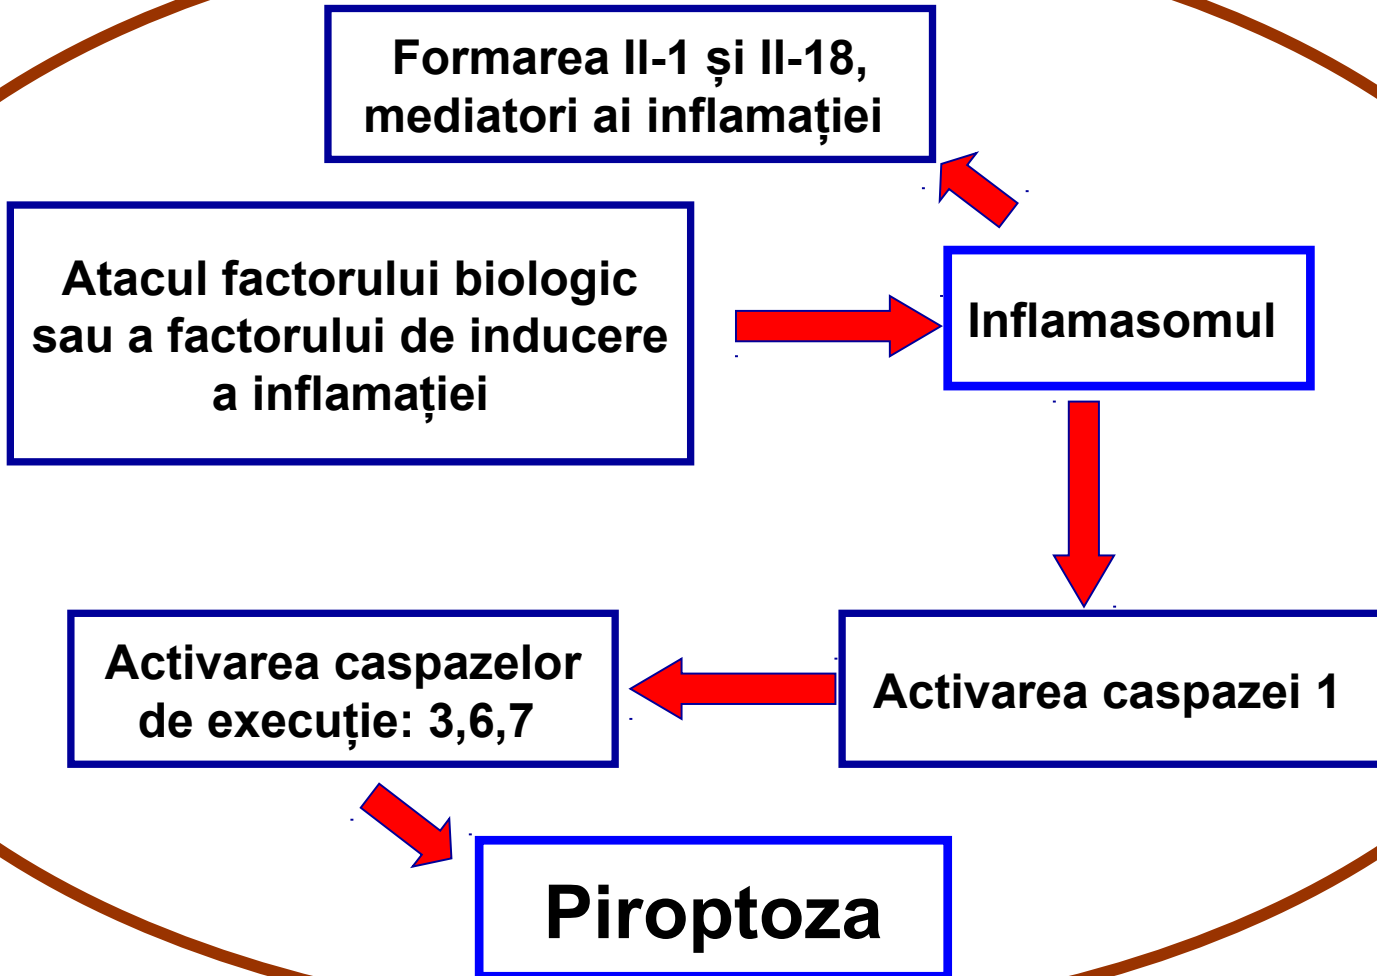 Formarea Il-1 și Il-18,
mediatori ai inflamației
Atacul factorului biologic
sau a factorului de inducere
a inflamației
Inflamasomul
Activarea caspazelor
de execuție: 3,6,7
Activarea caspazei 1
Piroptoza